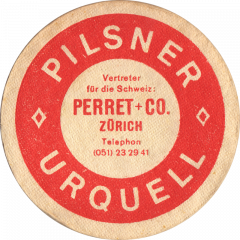 PILSNER
Vertreter
für die Schweiz:
PERRET+CO.
ZÜRICH
Telephon
(051) 23 29 41
URQUELL